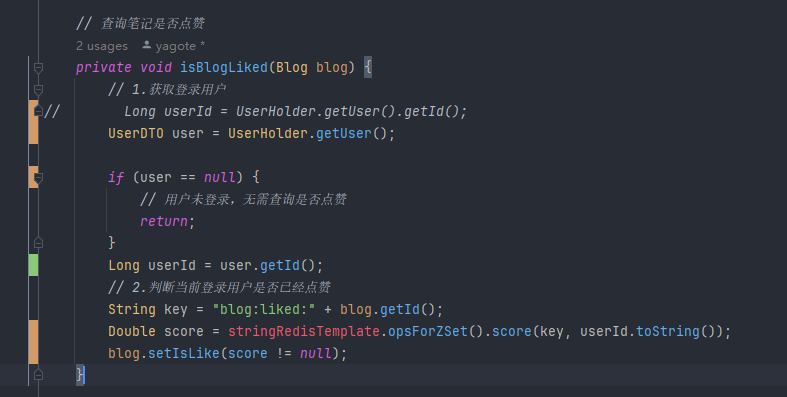 // 查询笔记是否点赞
2 usages yagote *
private void isBlogLiked(Blog blog) {
// 1.获取登录用户
// Long userId = UserHolder.getUser().getId();
UserDTO user = UserHolder.getUser();
if (user == null) {
// 用户未登录，无需查询是否点赞
return;
}
Long userId = user.getId();
// 2.判断当前登录用户是否已经点赞
String key = "blog:liked:" + blog.getId();
Double score = stringRedisTemplate.opsForZSet().score(key, userId.toString());
blog.setIsLike(score != null);
}